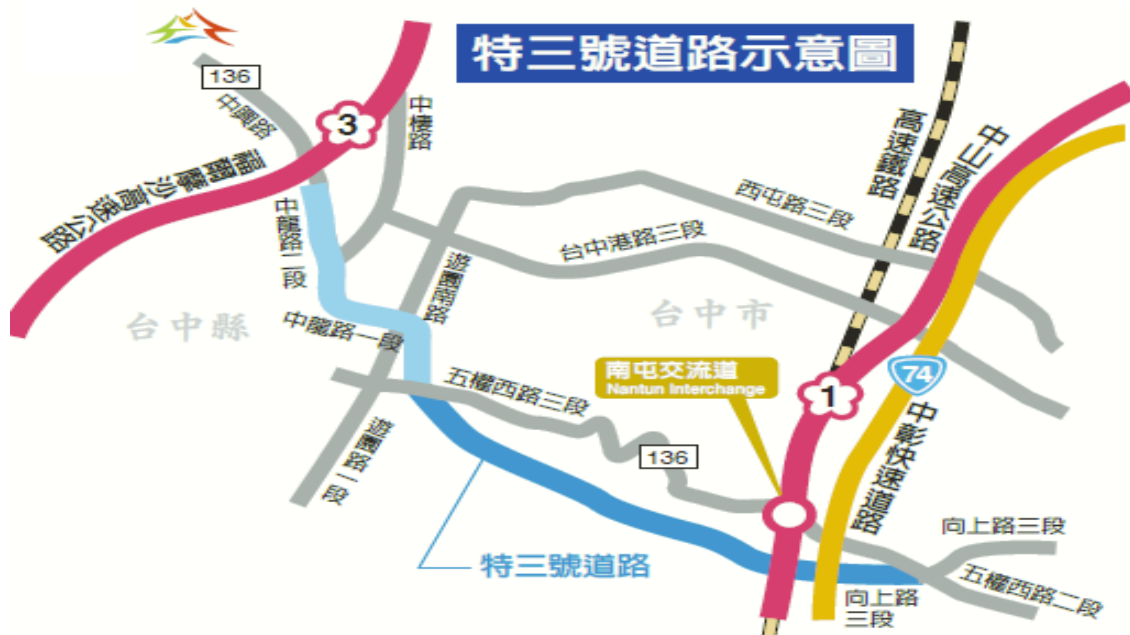 特三號道路示意圖
136
中興路
3
中棲路
福爾摩沙高速公路
中龍路二段
高速鐵路
中山高速公路
西屯路三段
台中港路三段
遊園南路
台中縣
台中市
中龍路一段
南屯交流道
Nantun Interchange
74
1
五權西路三段
中彰快速道路
遊園路一段
136
向上路三段
特三號道路
五權西路二段
向上路
三段